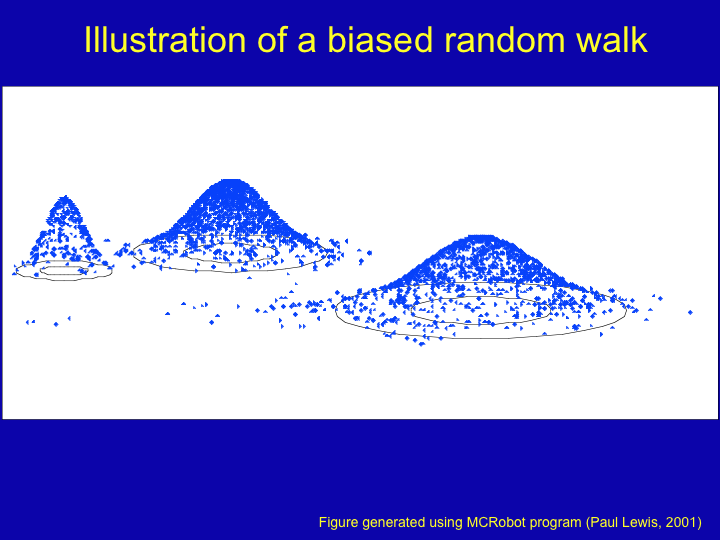 Illustration of a biased random walk
Figure generated using MCRobot program (Paul Lewis, 2001)